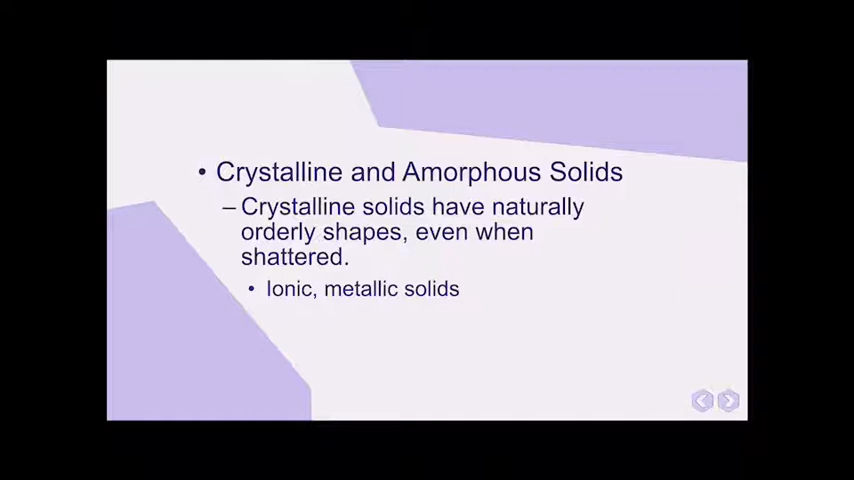 • Crystalline and Amorphous Solids
– Crystalline solids have naturally
orderly shapes, even when
shattered.
• Ionic, metallic solids